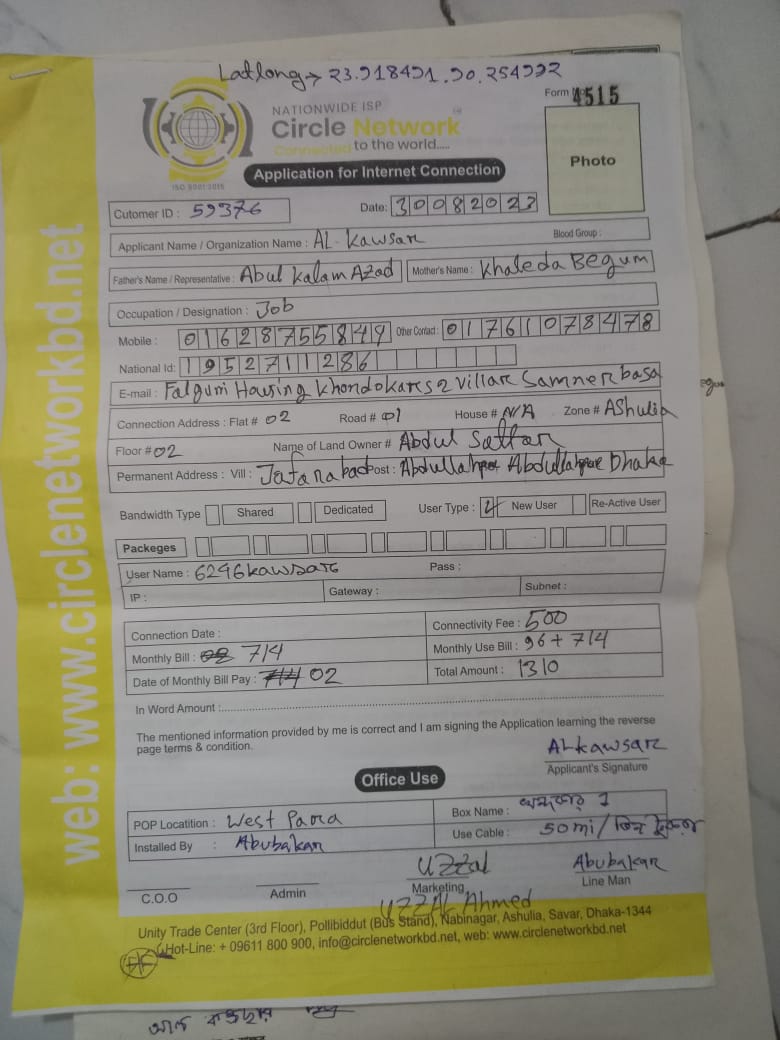 Latlong → 23.918491.90.254992
Form 4515
NATIONWIDE ISP
Circle Network
Connected to the world.....
ISO 9001:2015
Application for Internet Connection
Photo
Cutomer ID : 59376
Date: 30082023
Applicant Name / Organization Name : AL-Kawsar
Blood Group :
Father's Name / Representative : Abul Kalam Azad
Mother's Name : Khaleda Begum
Occupation / Designation : Job
Mobile : 01628755849
Other Contact : 01761078478
National Id: 1952711286
E-mail : Falguni Housing Khondokar Villar Samner basa
Connection Address : Flat # 02 Road # 01 House # N/A Zone # AShulia
Floor # 02 Name of Land Owner # Abdul Sattar
Permanent Address : Vill : Jafarabad Post : Abdullahpur Abdullahpur Dhaka
Bandwidth Type Shared Dedicated User Type : New User Re-Active User
Packeges
User Name : 6296kawsar Pass :
IP : Gateway : Subnet :
Connection Date : Connectivity Fee : 500
Monthly Bill : 714 Monthly Use Bill : 96 + 714
Date of Monthly Bill Pay : 02 Total Amount : 1310
In Word Amount :
The mentioned information provided by me is correct and I am signing the Application learning the reverse
page terms & condition.
ALkawsar
Applicant's Signature
Office Use
POP Locatition : West Para Box Name :
Installed By : Abubakar Use Cable : 50mi/
Uzzal Abubakar
C.O.O Admin Marketing Line Man
UZZAL Ahmed
Unity Trade Center (3rd Floor), Pollibiddut (Bus Stand), Nabinagar, Ashulia, Savar, Dhaka-1344
Hot-Line: + 09611 800 900, info@circlenetworkbd.net, web: www.circlenetworkbd.net
web: www.circlenetworkbd.net